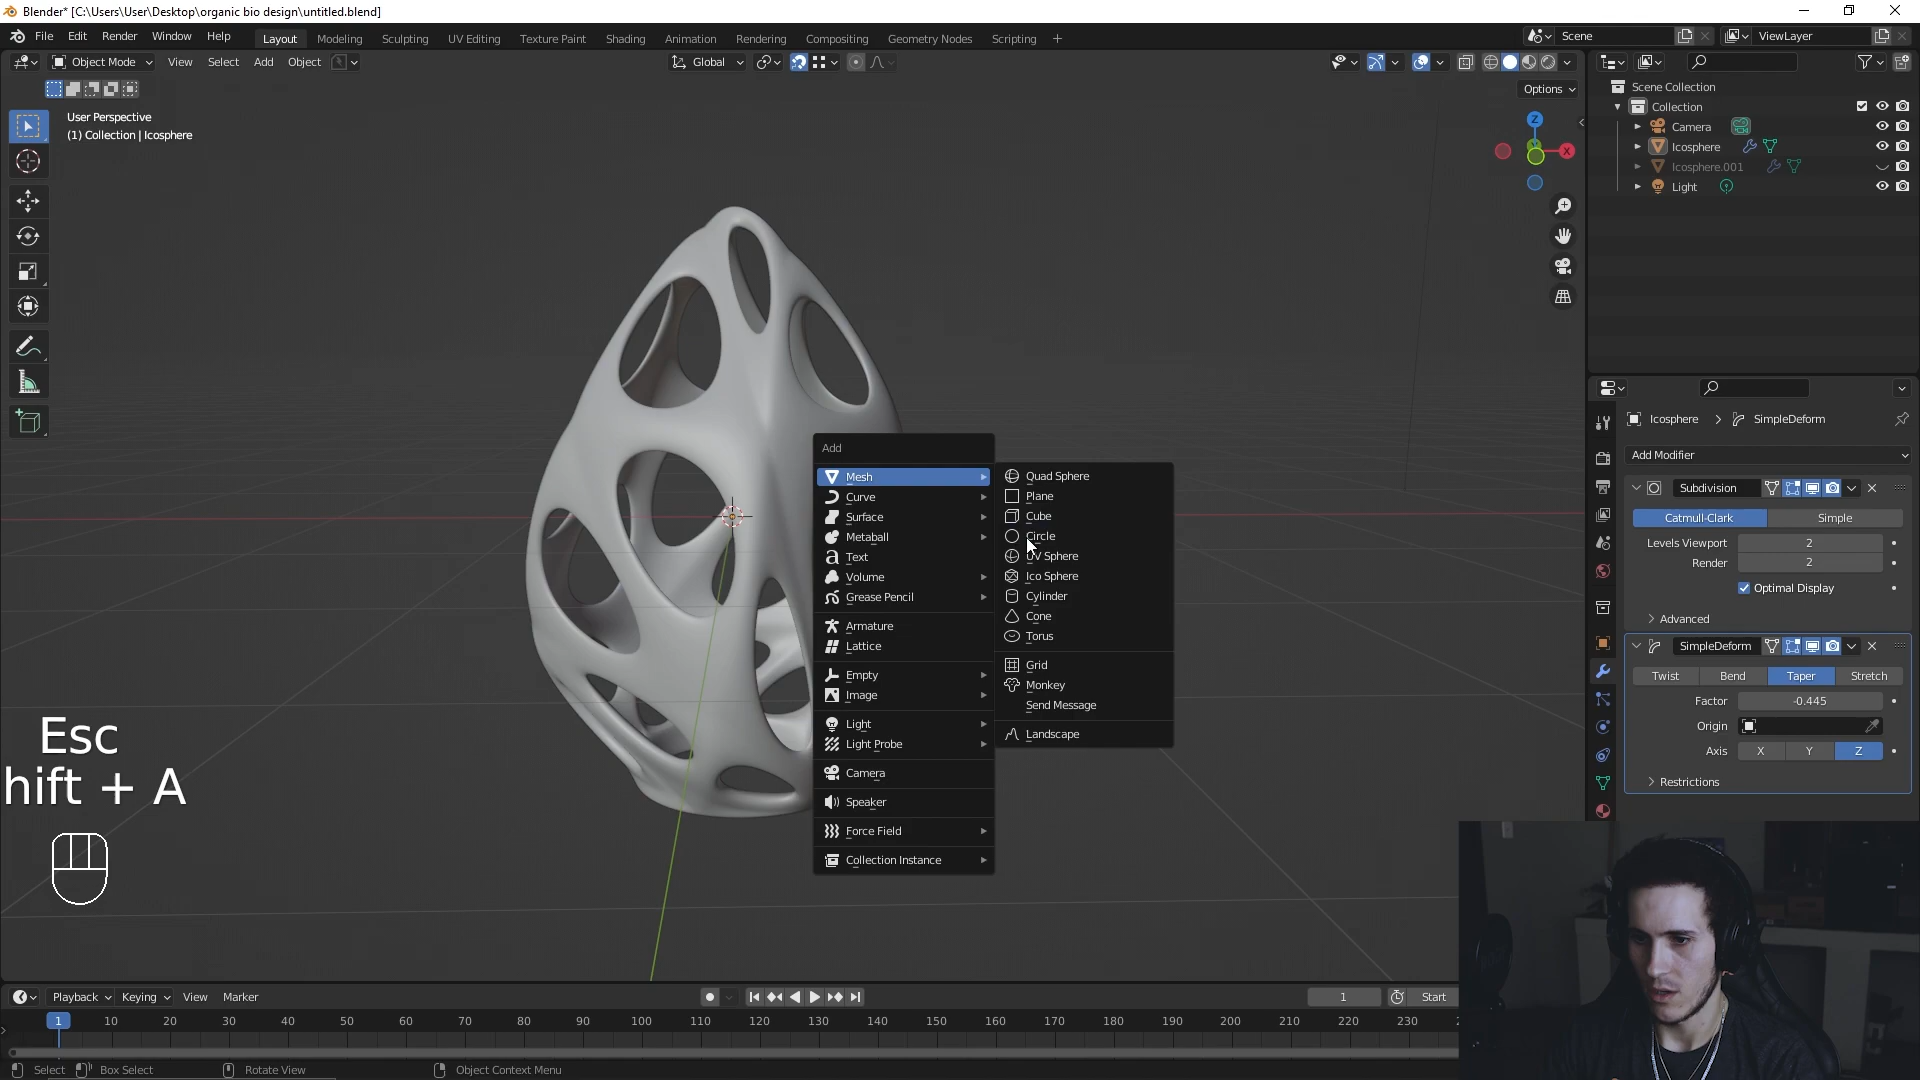 Blender* [C:\Users\User\Desktop\organic bio design\untitled.blend]
File Edit Render Window Help Layout Modeling Sculpting UV Editing Texture Paint Shading Animation Rendering Compositing Geometry Nodes Scripting + Scene ViewLayer
Object Mode View Select Add Object Global
Options
User Perspective
(1) Collection | Icosphere
Z
X
Scene Collection
Collection
Camera
Icosphere
Icosphere.001
Light
Add
Mesh
Curve
Surface
Metaball
Text
Volume
Grease Pencil
Armature
Lattice
Empty
Image
Light
Light Probe
Camera
Speaker
Force Field
Collection Instance
Quad Sphere
Plane
Cube
Circle
UV Sphere
Ico Sphere
Cylinder
Cone
Torus
Grid
Monkey
Send Message
Landscape
Icosphere > SimpleDeform
Add Modifier
Subdivision
Catmull-Clark Simple
Levels Viewport 2
Render 2
Optimal Display
Advanced
SimpleDeform
Twist Bend Taper Stretch
Factor -0.445
Origin
Axis X Y Z
Restrictions
Esc
hift + A
Playback Keying View Marker 1 Start
1 10 20 30 40 50 60 70 80 90 100 110 120 130 140 150 160 170 180 190 200 210 220 230
Select Box Select Rotate View Object Context Menu